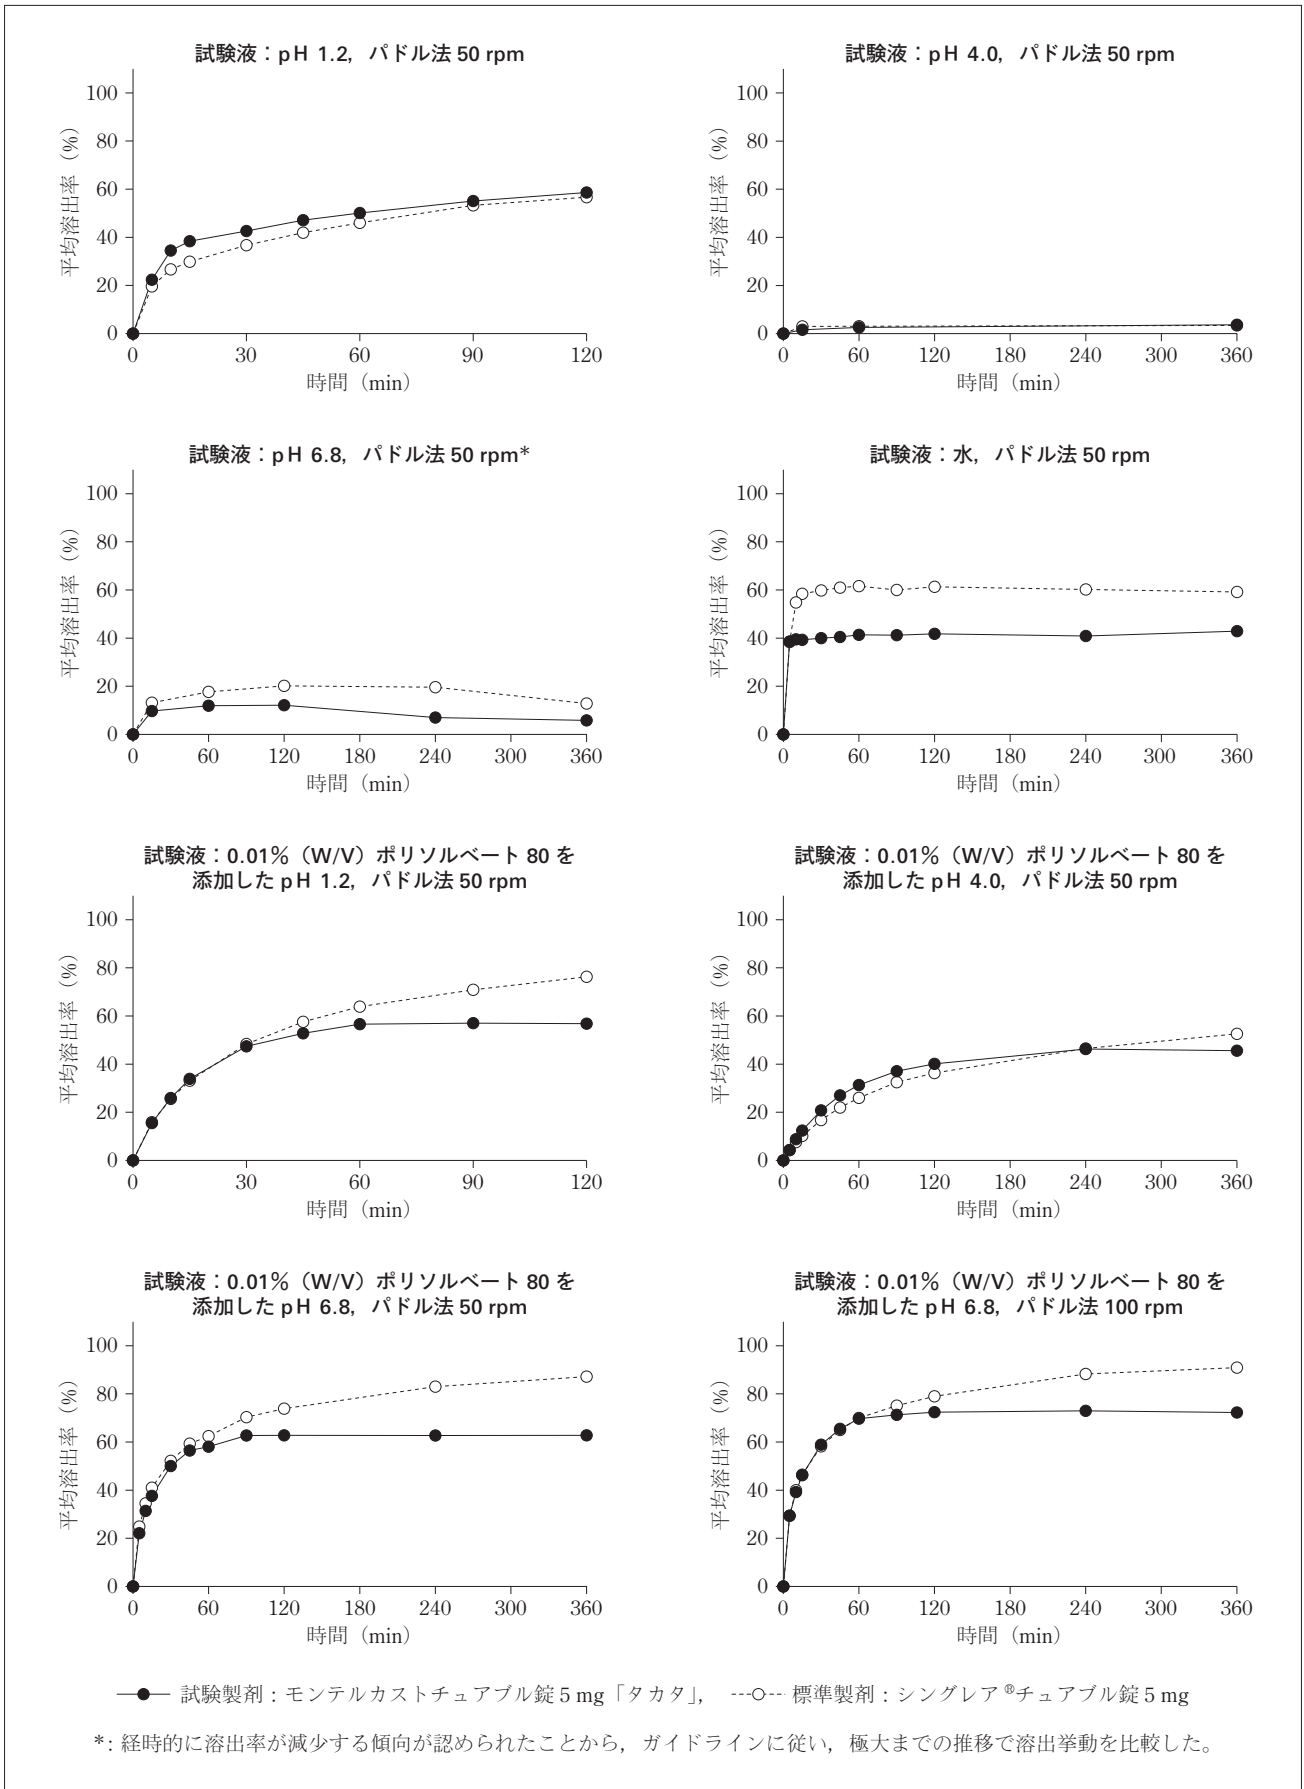 試験液：pH 1.2，パドル法 50 rpm
平均溶出率（%）
100
80
60
40
20
0
0 30 60 90 120
時間（min）
試験液：pH 4.0，パドル法 50 rpm
平均溶出率（%）
100
80
60
40
20
0
0 60 120 180 240 300 360
時間（min）
試験液：pH 6.8，パドル法 50 rpm*
平均溶出率（%）
100
80
60
40
20
0
0 60 120 240 300 360
時間（min）
試験液：水，パドル法 50 rpm
平均溶出率（%）
100
80
60
40
20
0
0 60 120 180 240 300 360
時間（min）
試験液：0.01％（W/V）ポリソルベート 80 を
添加した pH 1.2，パドル法 50 rpm
平均溶出率（%）
100
80
60
40
20
0
0 30 60 90 120
時間（min）
試験液：0.01％（W/V）ポリソルベート 80 を
添加した pH 4.0，パドル法 50 rpm
平均溶出率（%）
100
80
60
40
20
0
0 60 120 180 240 300 360
時間（min）
試験液：0.01％（W/V）ポリソルベート 80 を
添加した pH 6.8，パドル法 50 rpm
平均溶出率（%）
100
80
60
40
20
0
0 60 120 180 240 300 360
時間（min）
試験液：0.01％（W/V）ポリソルベート 80 を
添加した pH 6.8，パドル法 100 rpm
平均溶出率（%）
100
80
60
40
20
0
0 60 120 180 240 300 360
時間（min）
試験製剤：モンテルカストチュアブル錠 5 mg「タカタ」， 標準製剤：シングレア®チュアブル錠 5 mg
*：経時的に溶出率が減少する傾向が認められたことから，ガイドラインに従い，極大までの推移で溶出挙動を比較した。